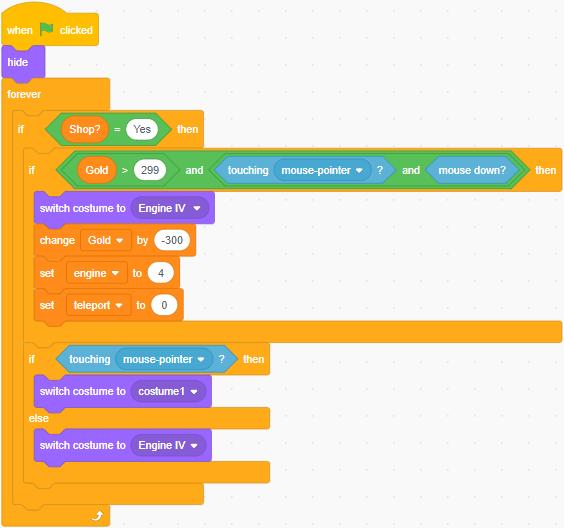 when clicked
hide
forever
if Shop? = Yes then
if Gold > 299 and touching mouse-pointer ? and mouse down? then
switch costume to Engine IV
change Gold by -300
set engine to 4
set teleport to 0
if touching mouse-pointer ? then
switch costume to costume1
else
switch costume to Engine IV